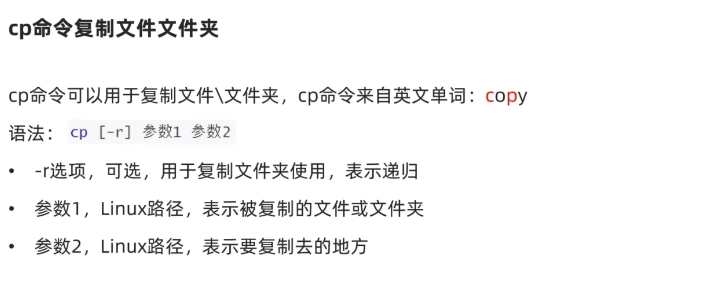 cp命令复制文件文件夹
cp命令可以用于复制文件\文件夹，cp命令来自英文单词：copy
语法： cp [-r] 参数1 参数2
• -r选项，可选，用于复制文件夹使用，表示递归
• 参数1，Linux路径，表示被复制的文件或文件夹
• 参数2，Linux路径，表示要复制去的地方